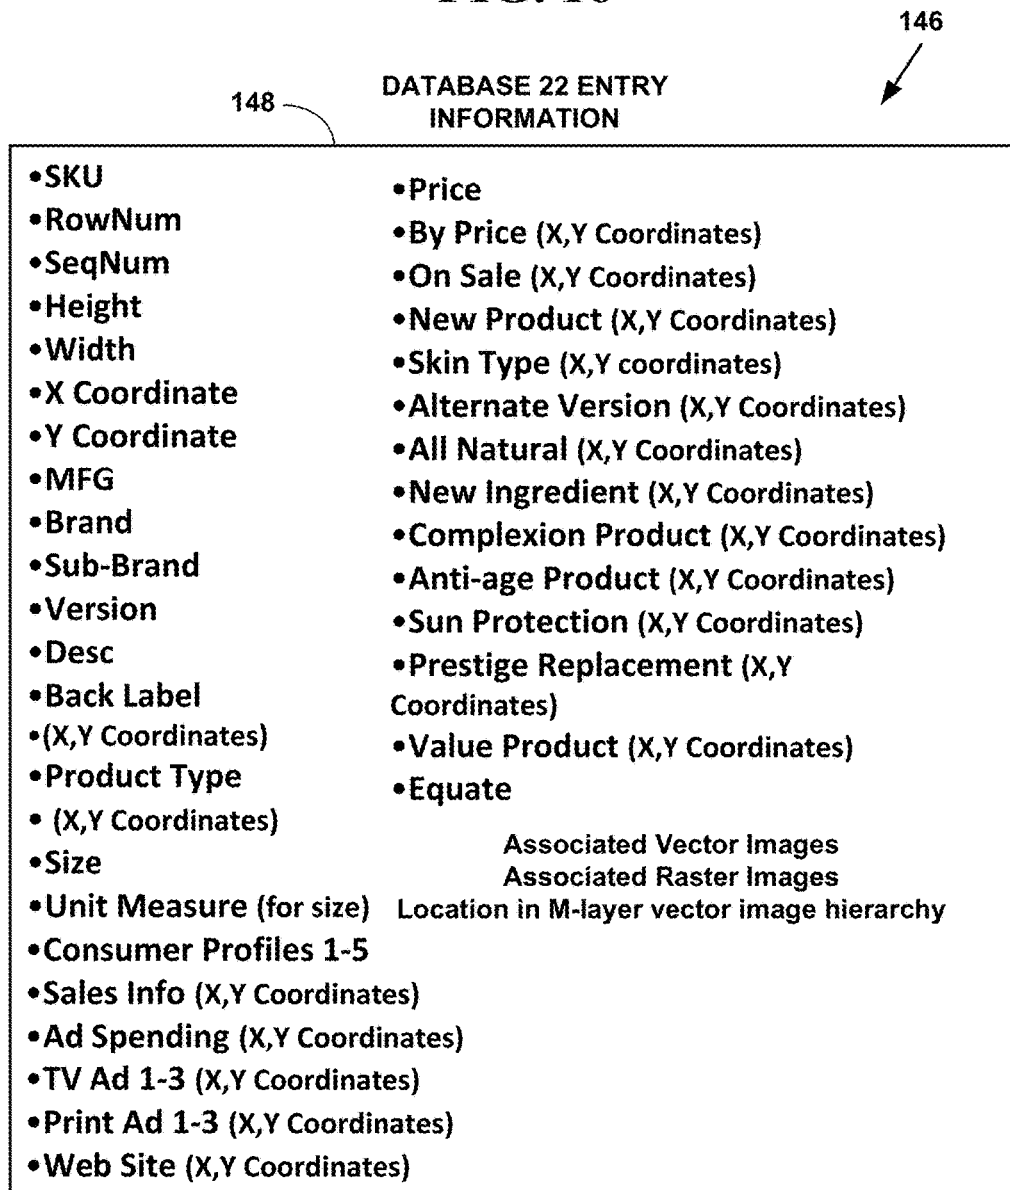 146
DATABASE 22 ENTRY
INFORMATION
148
•SKU
•RowNum
•SeqNum
•Height
•Width
•X Coordinate
•Y Coordinate
•MFG
•Brand
•Sub-Brand
•Version
•Desc
•Back Label
•(X,Y Coordinates)
•Product Type
• (X,Y Coordinates)
•Size
•Unit Measure (for size)
•Consumer Profiles 1-5
•Sales Info (X,Y Coordinates)
•Ad Spending (X,Y Coordinates)
•TV Ad 1-3 (X,Y Coordinates)
•Print Ad 1-3 (X,Y Coordinates)
•Web Site (X,Y Coordinates)
•Price
•By Price (X,Y Coordinates)
•On Sale (X,Y Coordinates)
•New Product (X,Y Coordinates)
•Skin Type (X,Y coordinates)
•Alternate Version (X,Y Coordinates)
•All Natural (X,Y Coordinates)
•New Ingredient (X,Y Coordinates)
•Complexion Product (X,Y Coordinates)
•Anti-age Product (X,Y Coordinates)
•Sun Protection (X,Y Coordinates)
•Prestige Replacement (X,Y
Coordinates)
•Value Product (X,Y Coordinates)
•Equate
Associated Vector Images
Associated Raster Images
Location in M-layer vector image hierarchy